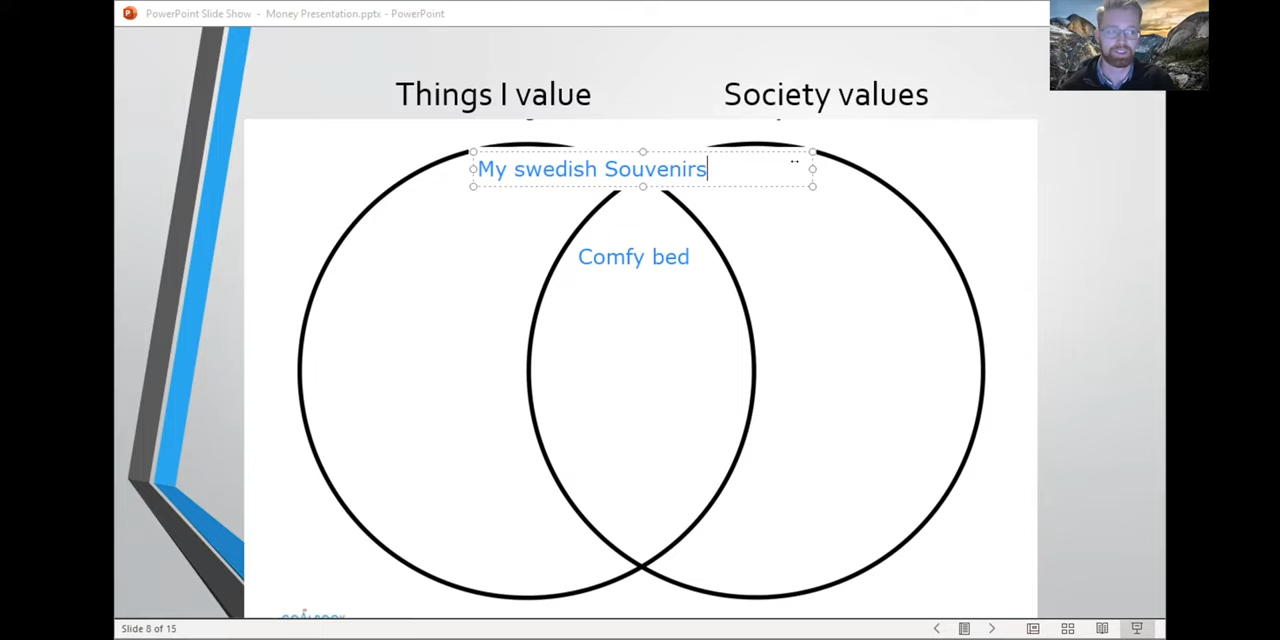 PowerPoint Slide Show - Money Presentation.pptx - PowerPoint
Things I value
Society values
My swedish Souvenirs
Comfy bed
Slide 8 of 15